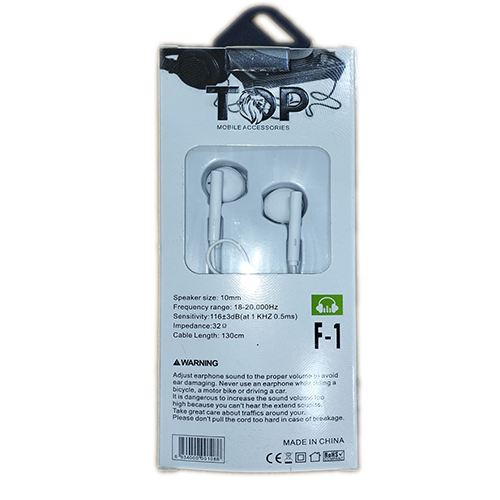 TOP
MOBILE ACCESSORIES
Speaker size: 10mm
Frequency range: 18-20,000Hz
Sensitivity:116±3dB(at 1 KHZ 0.5ms)
Impedance:32Ω
Cable Length: 130cm
F-1
WARNING
Adjust earphone sound to the proper volume to avoid
ear damaging. Never use an earphone while riding a
bicycle, a motor bike or driving a car.
It is dangerous to increase the sound volume too
high because you can't hear the extend sounds.
Take great care about traffics around your.
Please don't pull the cord too hard in case of breakage.
MADE IN CHINA
CE
RoHS